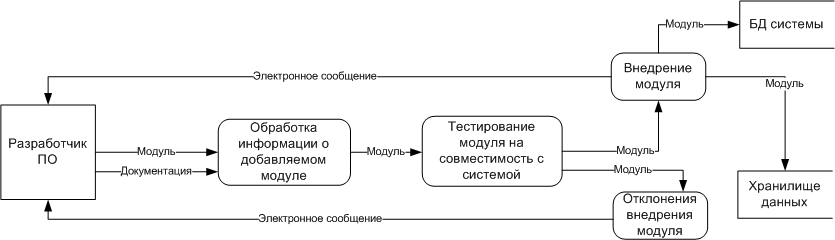 Модуль
БД системы
Электронное сообщение
Внедрение
модуля
Модуль
Разработчик
ПО
Модуль
Документация
Обработка
информации о
добавляемом
модуле
Модуль
Тестирование
модуля на
совместимость с
системой
Модуль
Модуль
Хранилище
данных
Отклонения
внедрения
модуля
Электронное сообщение